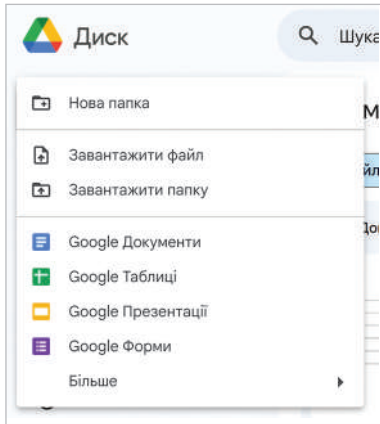 Диск
Шука
Нова папка
Завантажити файл
Завантажити папку
Google Документи
Google Таблиці
Google Презентації
Google Форми
Більше